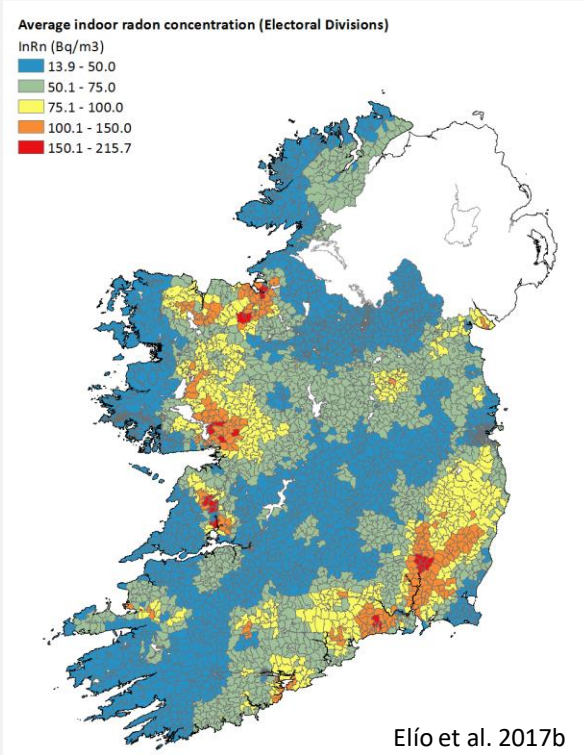 Average indoor radon concentration (Electoral Divisions)
InRn (Bq/m3)
13.9 - 50.0
50.1 - 75.0
75.1 - 100.0
100.1 - 150.0
150.1 - 215.7
Elío et al. 2017b